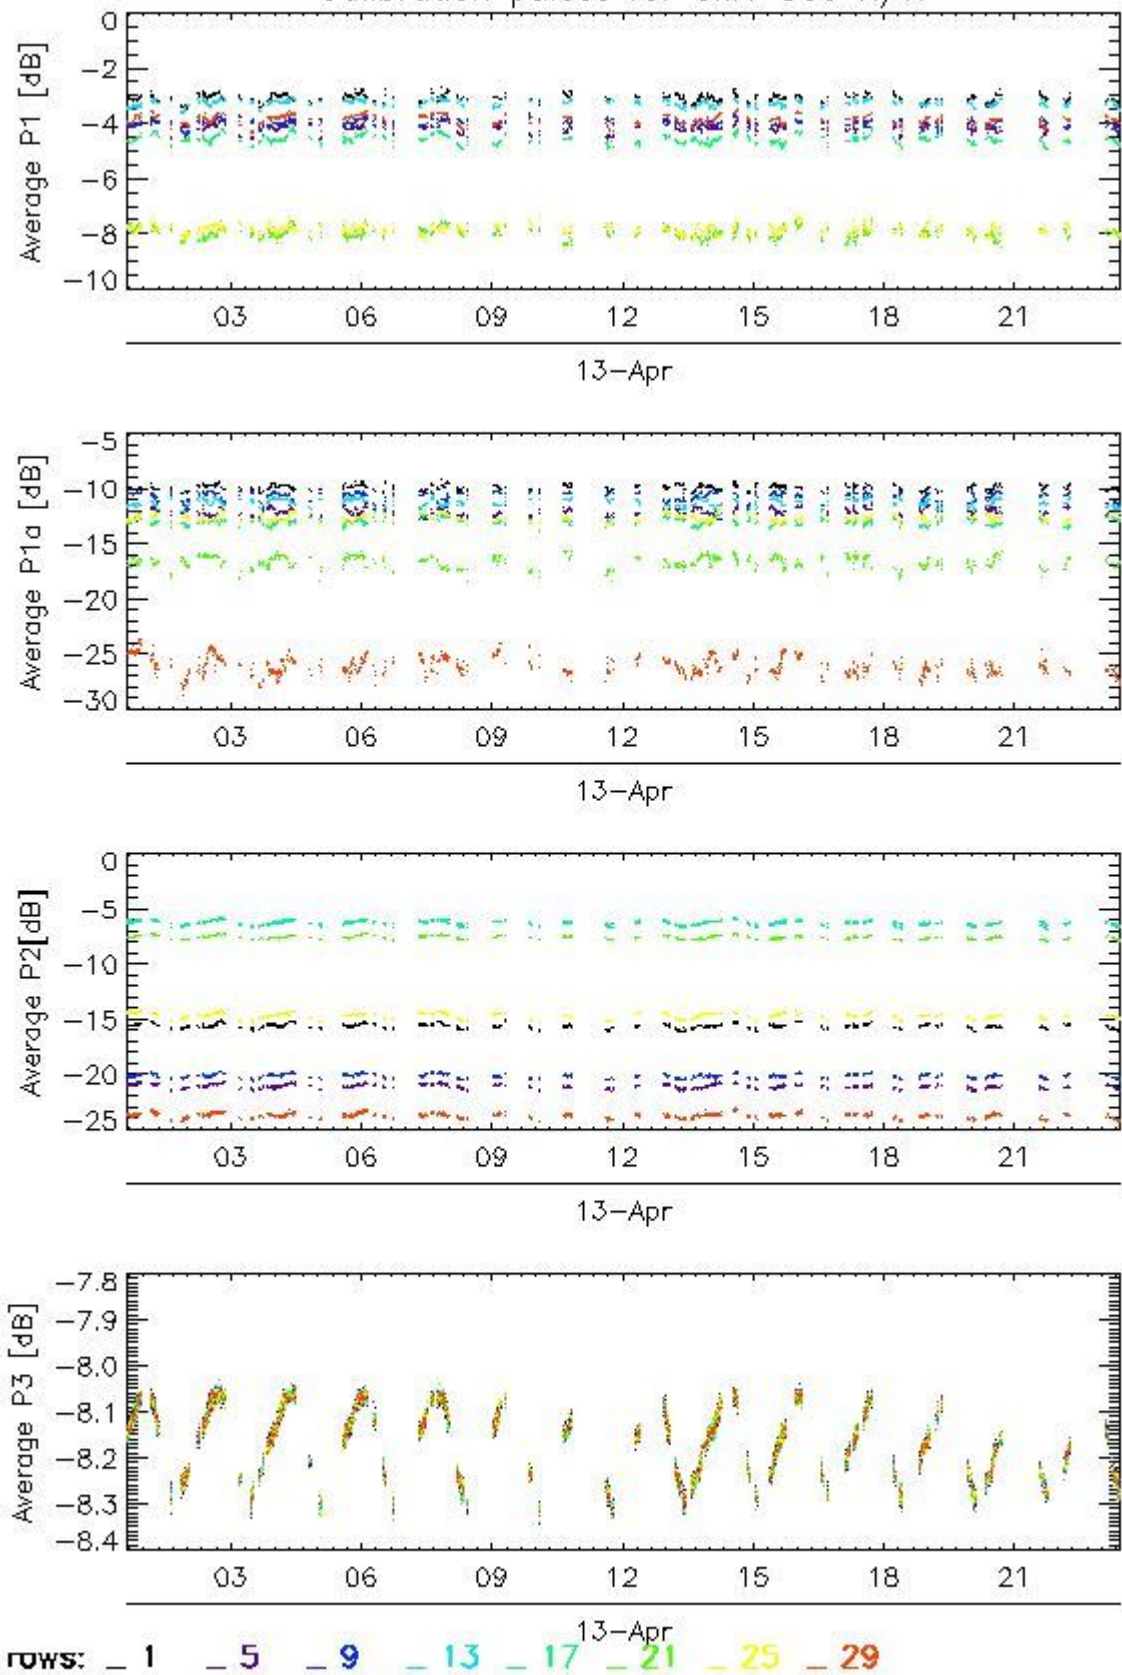 0
Average P1 [dB]
−2
−4
−6
−8
−10
03 06 09 12 15 18 21
13−Apr
−5
Average P1a [dB]
−10
−15
−20
−25
−30
03 06 09 12 15 18 21
13−Apr
0
Average P2[dB]
−5
−10
−15
−20
−25
03 06 09 12 15 18 21
13−Apr
−7.8
Average P3 [dB]
−7.9
−8.0
−8.1
−8.2
−8.3
−8.4
03 06 09 12 15 18 21
13−Apr
rows: _ 1 _ 5 _ 9 _ 13 _ 17 _ 21 _ 25 _ 29